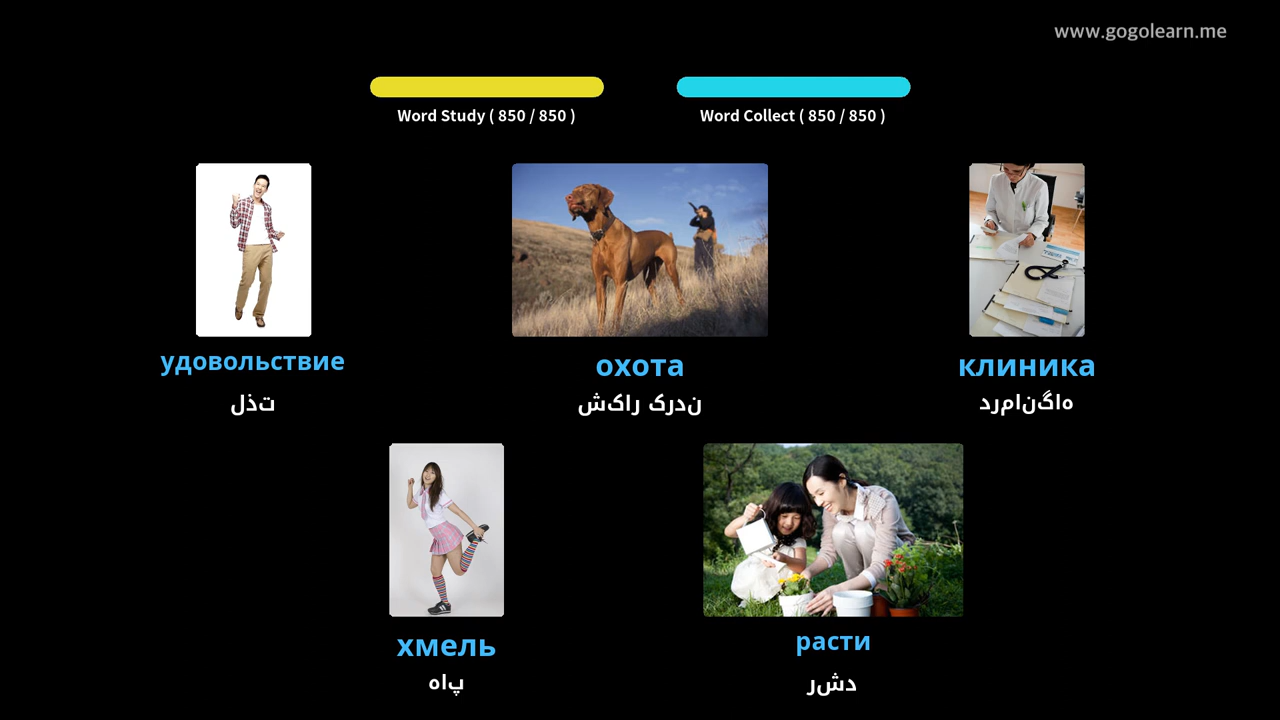 www.gogolearn.me
Word Study ( 850 / 850 )
Word Collect ( 850 / 850 )
удовольствие
لذت
охота
شکار کردن
клиника
درمانگاه
хмель
هاپ
расти
رشد